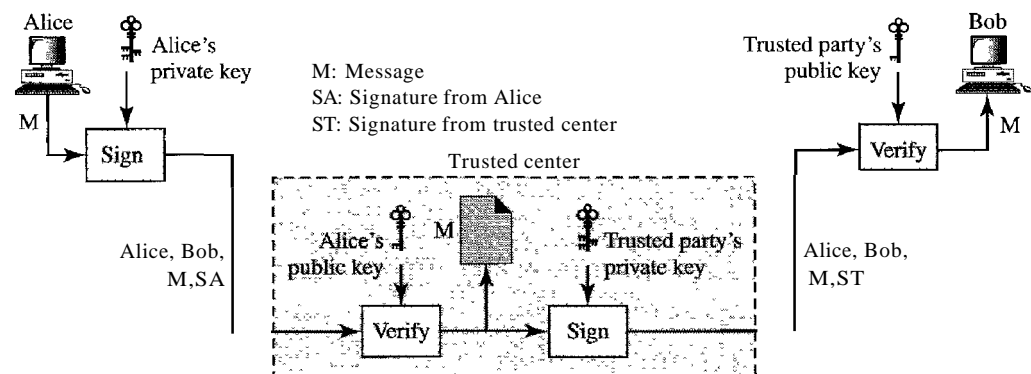 Alice
Alice's
private key
M
Sign
M: Message
SA: Signature from Alice
ST: Signature from trusted center
Trusted party's
public key
Bob
M
Verify
Trusted center
Alice, Bob,
M,SA
Alice's
public key
M
Trusted party's
private key
Verify
Sign
Alice, Bob,
M,ST